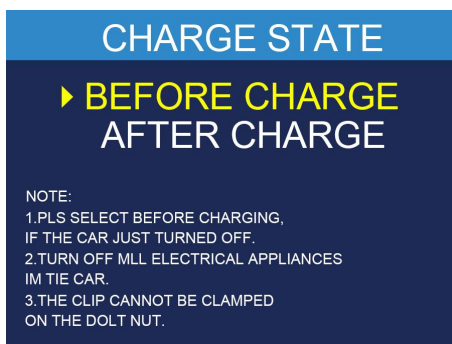 CHARGE STATE
BEFORE CHARGE
AFTER CHARGE
NOTE:
1.PLS SELECT BEFORE CHARGING,
IF THE CAR JUST TURNED OFF.
2.TURN OFF MLL ELECTRICAL APPLIANCES
IM TIE CAR.
3.THE CLIP CANNOT BE CLAMPED
ON THE DOLT NUT.